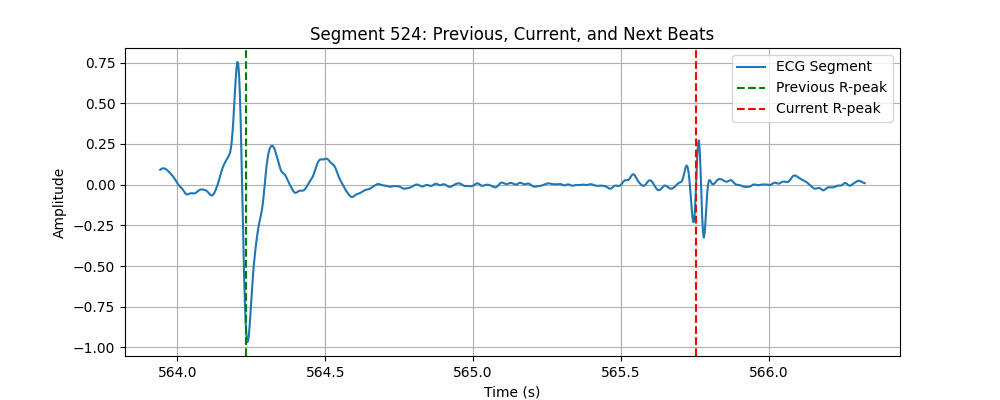 Segment 524: Previous, Current, and Next Beats
ECG Segment
Previous R-peak
Current R-peak
Amplitude
0.75
0.50
0.25
0.00
−0.25
−0.50
−0.75
−1.00
564.0 564.5 565.0 565.5 566.0
Time (s)